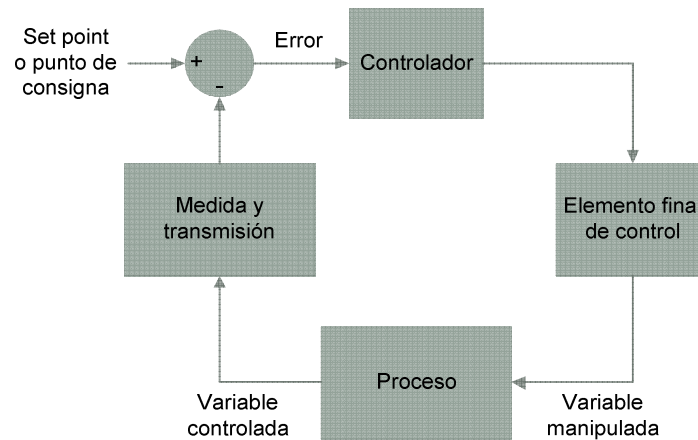 Set point
o punto de
consigna
+
-
Error
Controlador
Medida y
transmisión
Elemento fina
de control
Proceso
Variable
controlada
Variable
manipulada